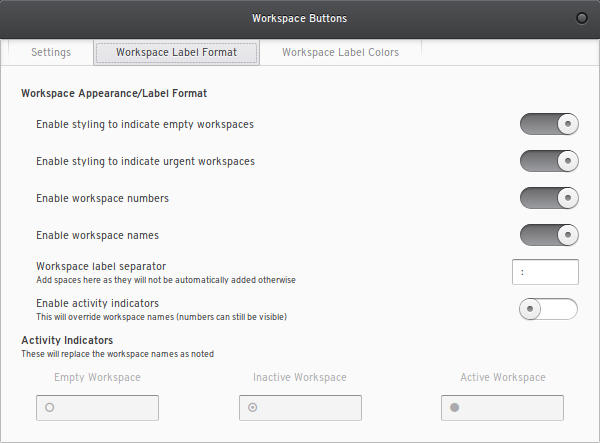 Workspace Buttons
Settings Workspace Label Format Workspace Label Colors
Workspace Appearance/Label Format
Enable styling to indicate empty workspaces
Enable styling to indicate urgent workspaces
Enable workspace numbers
Enable workspace names
Workspace label separator
:
Add spaces here as they will not be automatically added otherwise
Enable activity indicators
This will override workspace names (numbers can still be visible)
Activity Indicators
These will replace the workspace names as noted
Empty Workspace Inactive Workspace Active Workspace
○ ◉ ●